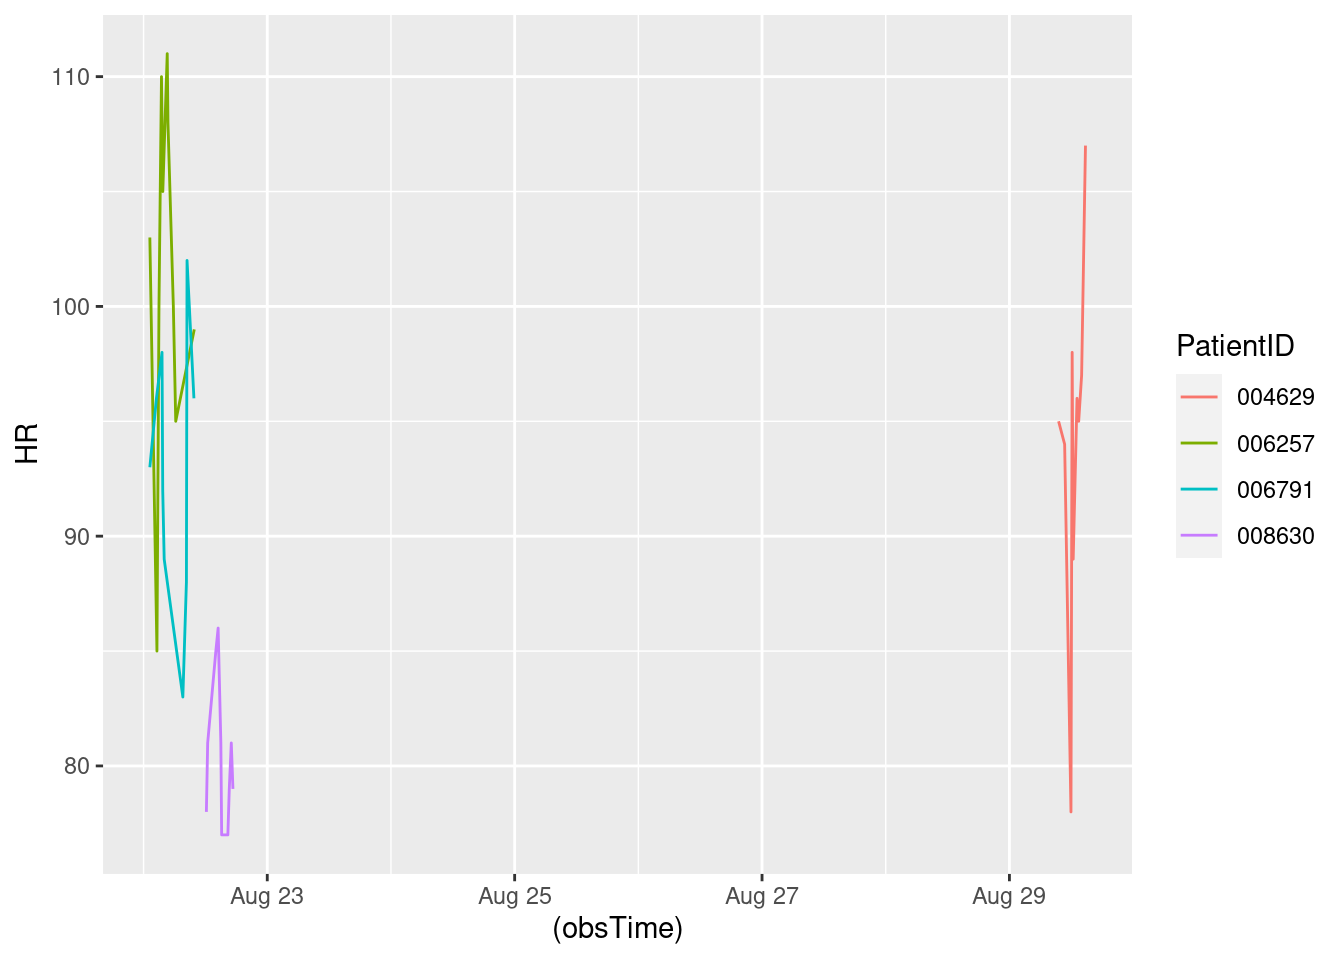 110
100
90
80
HR
Aug 23
Aug 25
Aug 27
Aug 29
(obsTime)
PatientID
004629
006257
006791
008630